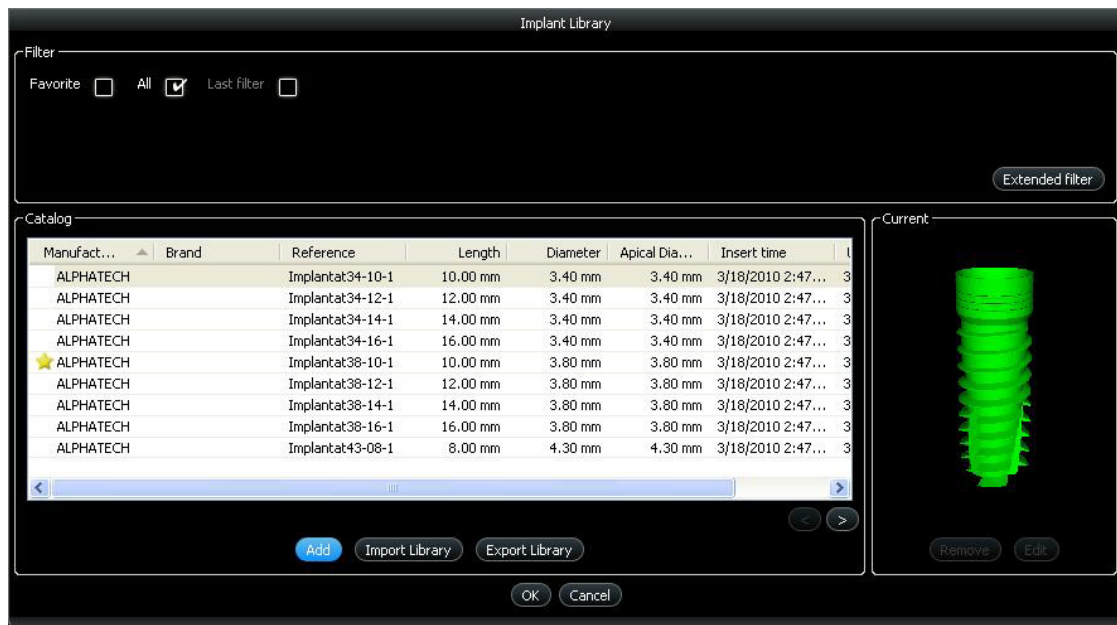 Implant Library
Filter
Favorite All Last filter
Extended filter
Catalog
Current
Manufact... Brand Reference Length Diameter Apical Dia... Insert time
ALPHATECH Implantat34-10-1 10.00 mm 3.40 mm 3.40 mm 3/18/2010 2:47... 3
ALPHATECH Implantat34-12-1 12.00 mm 3.40 mm 3.40 mm 3/18/2010 2:47... 3
ALPHATECH Implantat34-14-1 14.00 mm 3.40 mm 3.40 mm 3/18/2010 2:47... 3
ALPHATECH Implantat34-16-1 16.00 mm 3.40 mm 3.40 mm 3/18/2010 2:47... 3
ALPHATECH Implantat38-10-1 10.00 mm 3.80 mm 3.80 mm 3/18/2010 2:47... 3
ALPHATECH Implantat38-12-1 12.00 mm 3.80 mm 3.80 mm 3/18/2010 2:47... 3
ALPHATECH Implantat38-14-1 14.00 mm 3.80 mm 3.80 mm 3/18/2010 2:47... 3
ALPHATECH Implantat38-16-1 16.00 mm 3.80 mm 3.80 mm 3/18/2010 2:47... 3
ALPHATECH Implantat43-08-1 8.00 mm 4.30 mm 4.30 mm 3/18/2010 2:47... 3
< >
Add Import Library Export Library
Remove Edit
OK Cancel